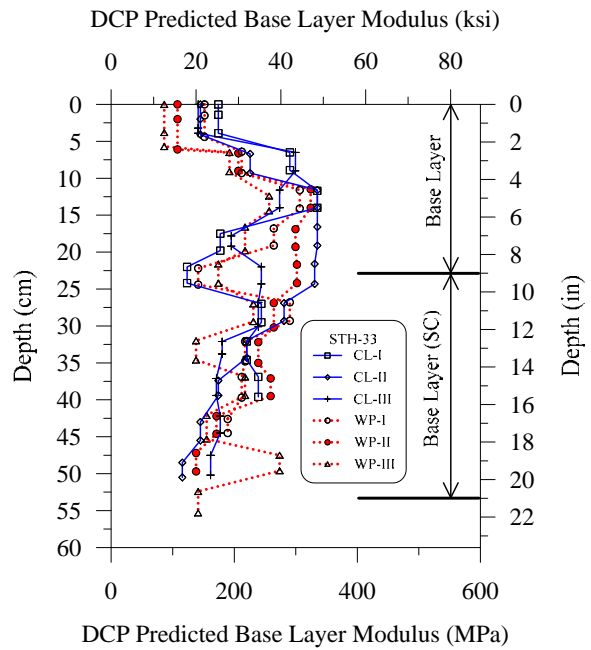 DCP Predicted Base Layer Modulus (ksi)
0 20 40 60 80
0
5
10
15
20
25
30
35
40
45
50
55
60
Depth (cm)
0
2
4
6
8
10
12
14
16
18
20
22
Depth (in)
Base Layer
Base Layer (SC)
STH-33
CL-I
CL-II
CL-III
WP-I
WP-II
WP-III
0 200 400 600
DCP Predicted Base Layer Modulus (MPa)